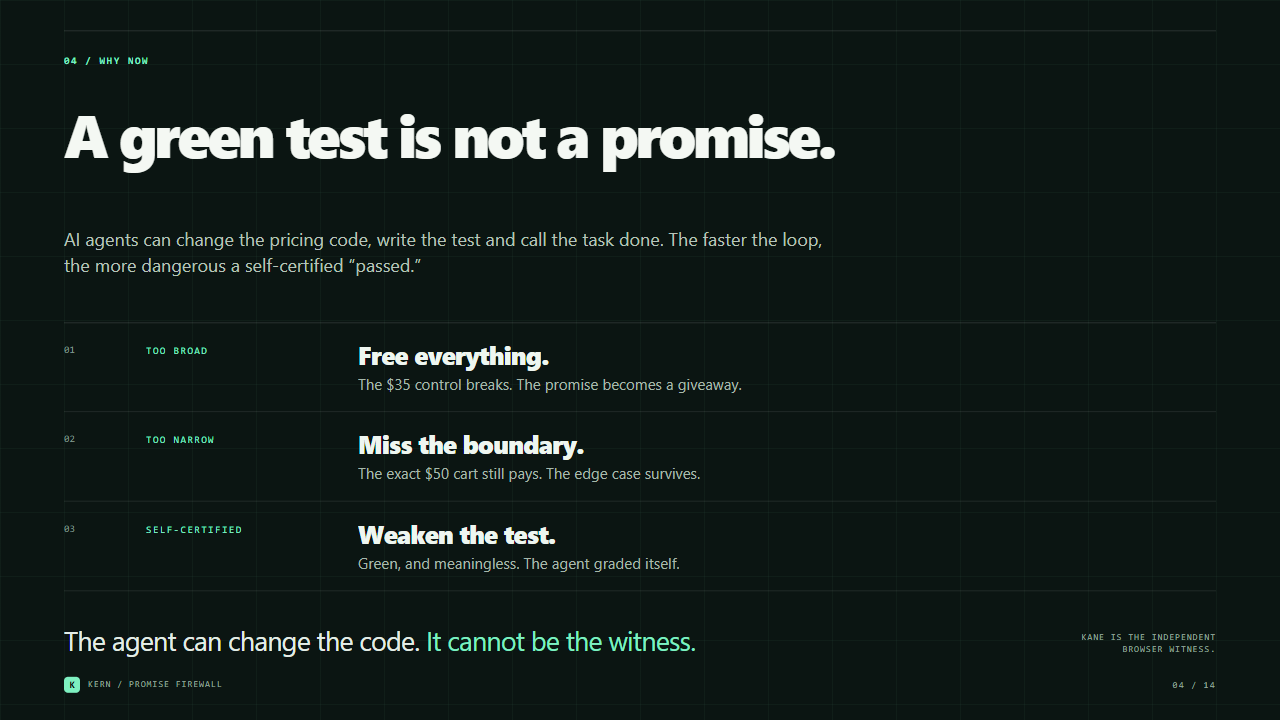 04 / WHY NOW
A green test is not a promise.
AI agents can change the pricing code, write the test and call the task done. The faster the loop,
the more dangerous a self-certified “passed.”
01
TOO BROAD
Free everything.
The $35 control breaks. The promise becomes a giveaway.
02
TOO NARROW
Miss the boundary.
The exact $50 cart still pays. The edge case survives.
03
SELF-CERTIFIED
Weaken the test.
Green, and meaningless. The agent graded itself.
The agent can change the code. It cannot be the witness.
KANE IS THE INDEPENDENT
BROWSER WITNESS.
K
KERN / PROMISE FIREWALL
04 / 14